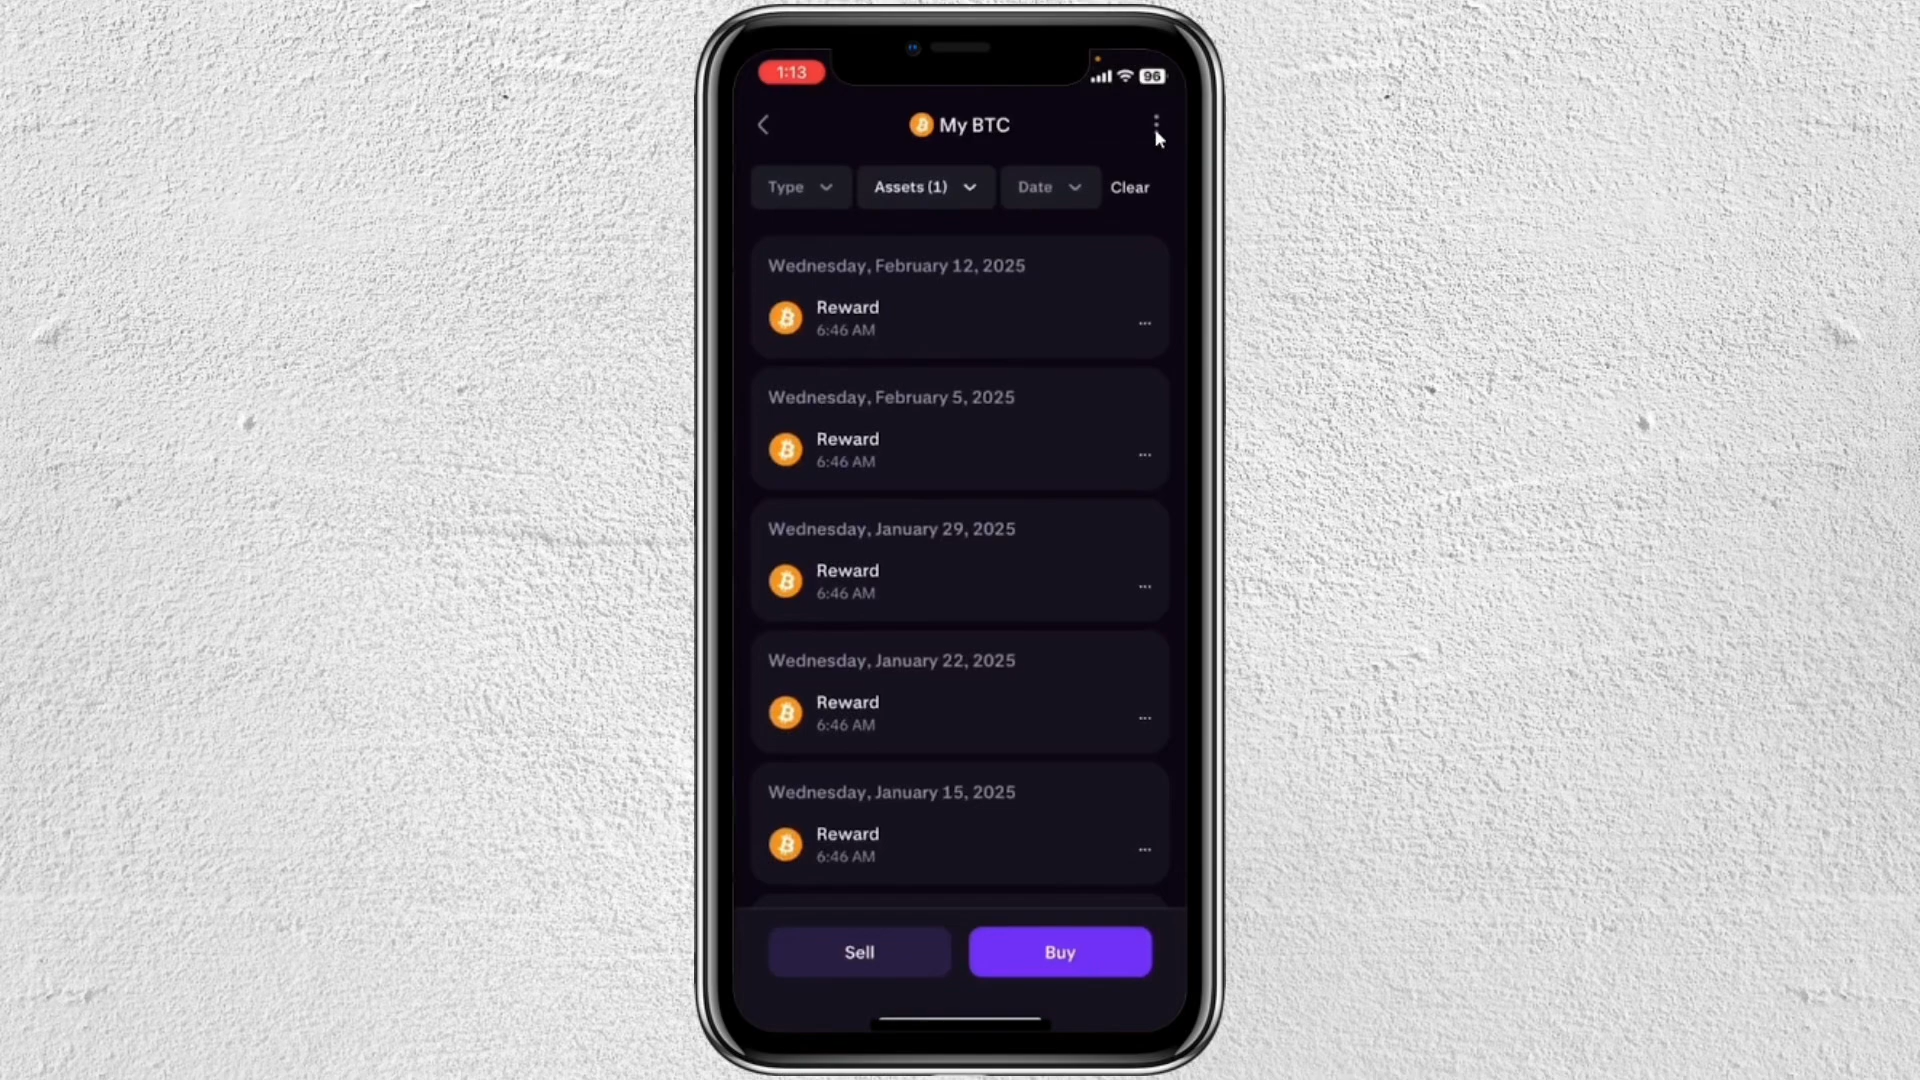 1:13
96
My BTC
Type
Assets (1)
Date
Clear
Wednesday, February 12, 2025
Reward
6:46 AM
...
Wednesday, February 5, 2025
Reward
6:46 AM
...
Wednesday, January 29, 2025
Reward
6:46 AM
...
Wednesday, January 22, 2025
Reward
6:46 AM
...
Wednesday, January 15, 2025
Reward
6:46 AM
...
Sell
Buy